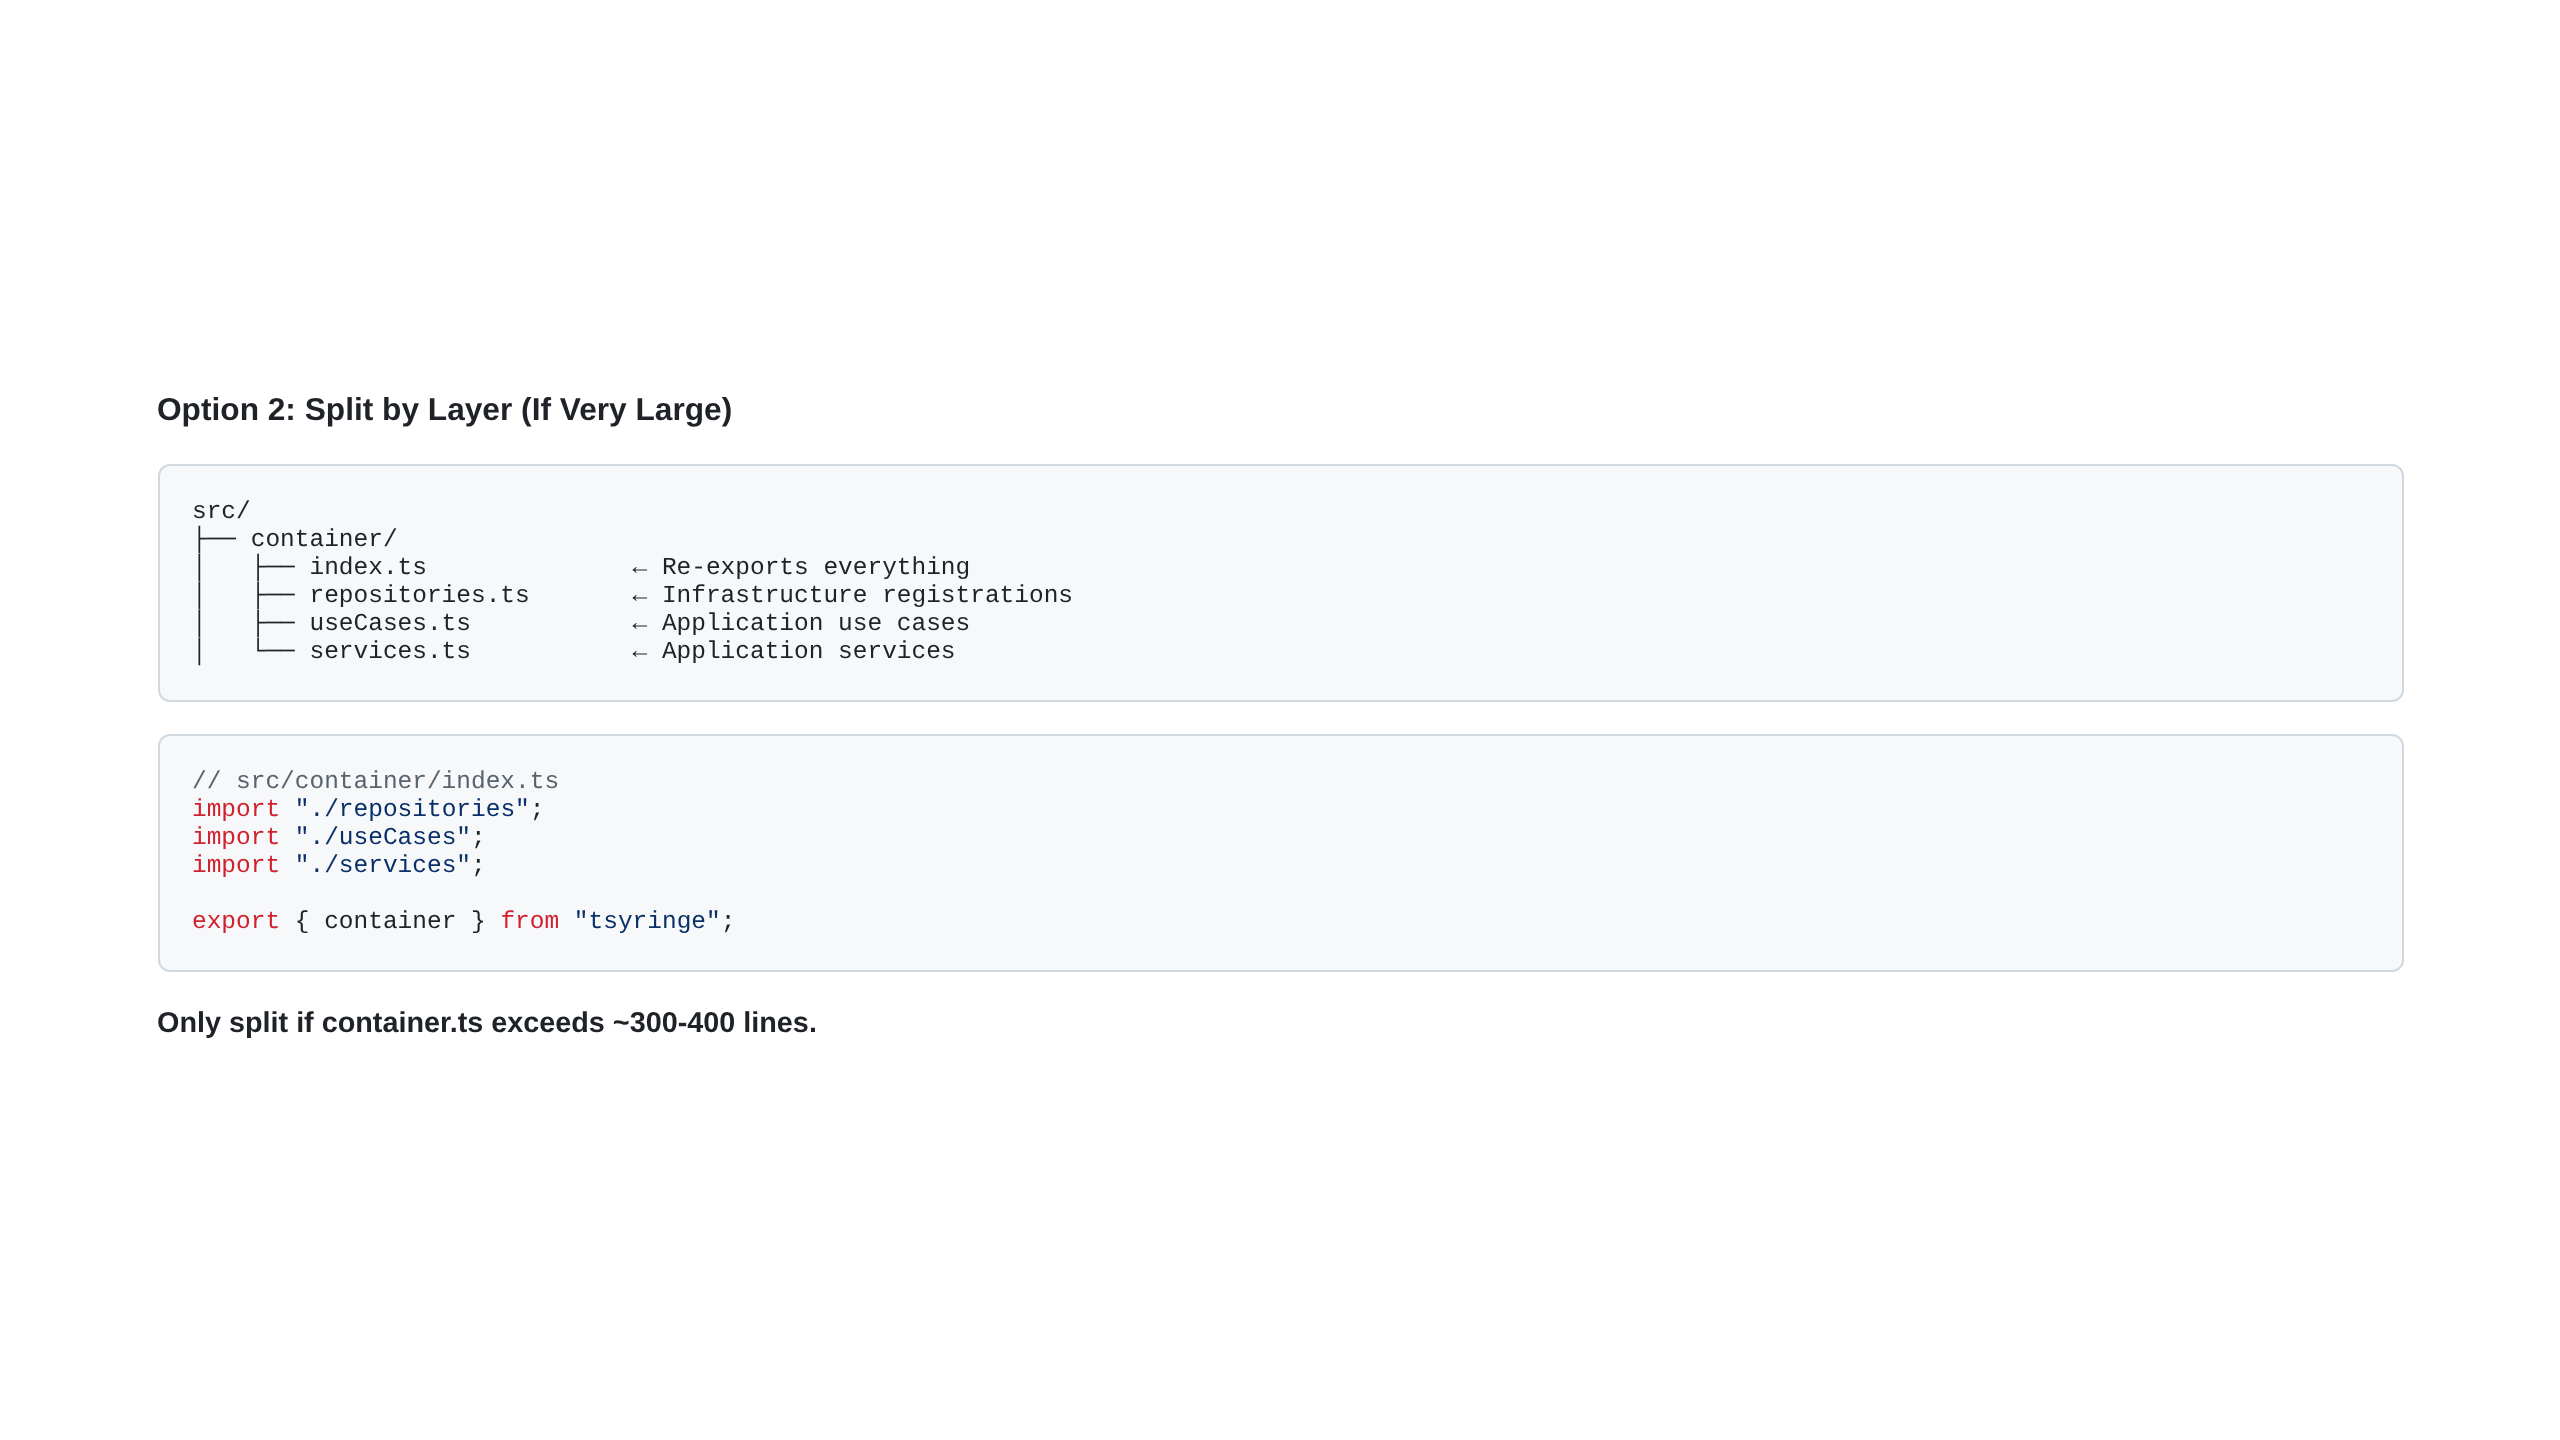 Option 2: Split by Layer (If Very Large)
src/
├── container/
│   ├── index.ts              ← Re-exports everything
│   ├── repositories.ts       ← Infrastructure registrations
│   ├── useCases.ts           ← Application use cases
│   └── services.ts           ← Application services
// src/container/index.ts
import "./repositories";
import "./useCases";
import "./services";

export { container } from "tsyringe";
Only split if container.ts exceeds ~300-400 lines.